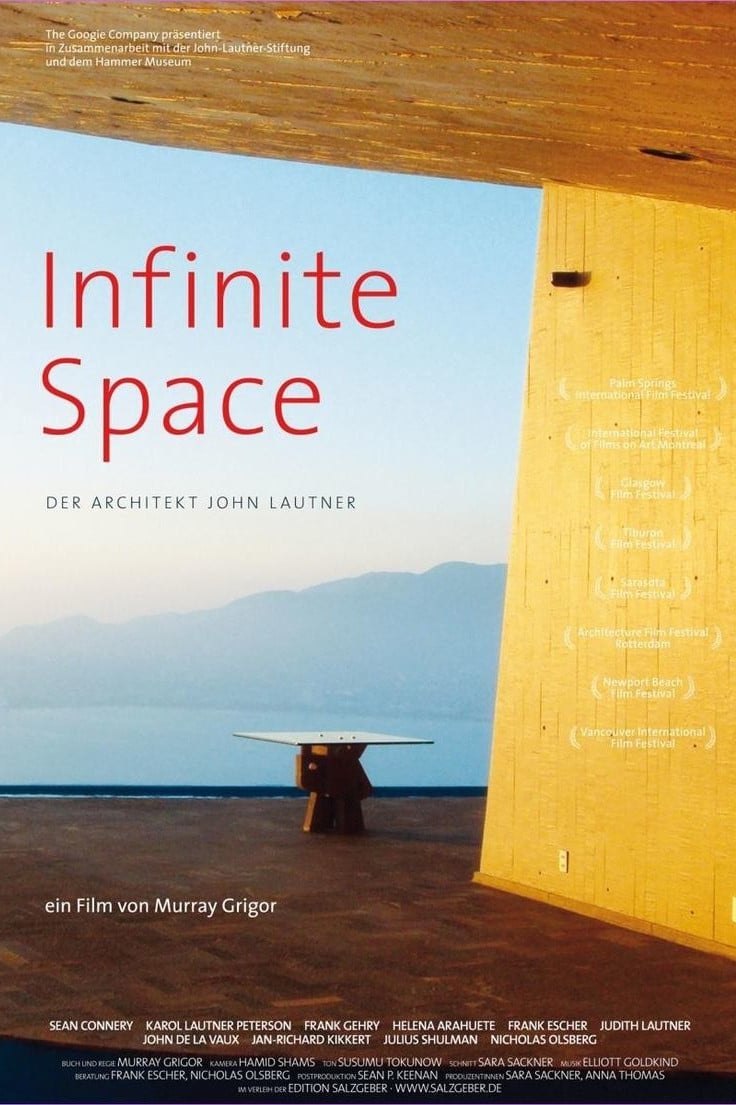 The Googie Company präsentiert
in Zusammenarbeit mit der John-Lautner-Stiftung
und dem Hammer Museum
Infinite
Space
DER ARCHITEKT JOHN LAUTNER
Palm Springs
International Film Festival
International Festival
of Films on Art Montreal
Glasgow
Film Festival
Tiburon
Film Festival
Sarasota
Film Festival
Architecture Film Festival
Rotterdam
Newport Beach
Film Festival
Vancouver International
Film Festival
ein Film von Murray Grigor
SEAN CONNERY KAROL LAUTNER PETERSON FRANK GEHRY HELENA ARAHUETE FRANK ESCHER JUDITH LAUTNER
JOHN DE LA VAUX JAN-RICHARD KIKKERT JULIUS SHULMAN NICHOLAS OLSBERG
BUCH UND REGIE MURRAY GRIGOR KAMERA HAMID SHAMS TON SUSUMU TOKUNOW SCHNITT SARA SACKNER MUSIK ELLIOTT GOLDKIND
BERATUNG FRANK ESCHER, NICHOLAS OLSBERG POSTPRODUKTION SEAN P. KEENAN PRODUZENTINNEN SARA SACKNER, ANNA THOMAS
IM VERLEIH DER EDITION SALZGEBER · WWW.SALZGEBER.DE